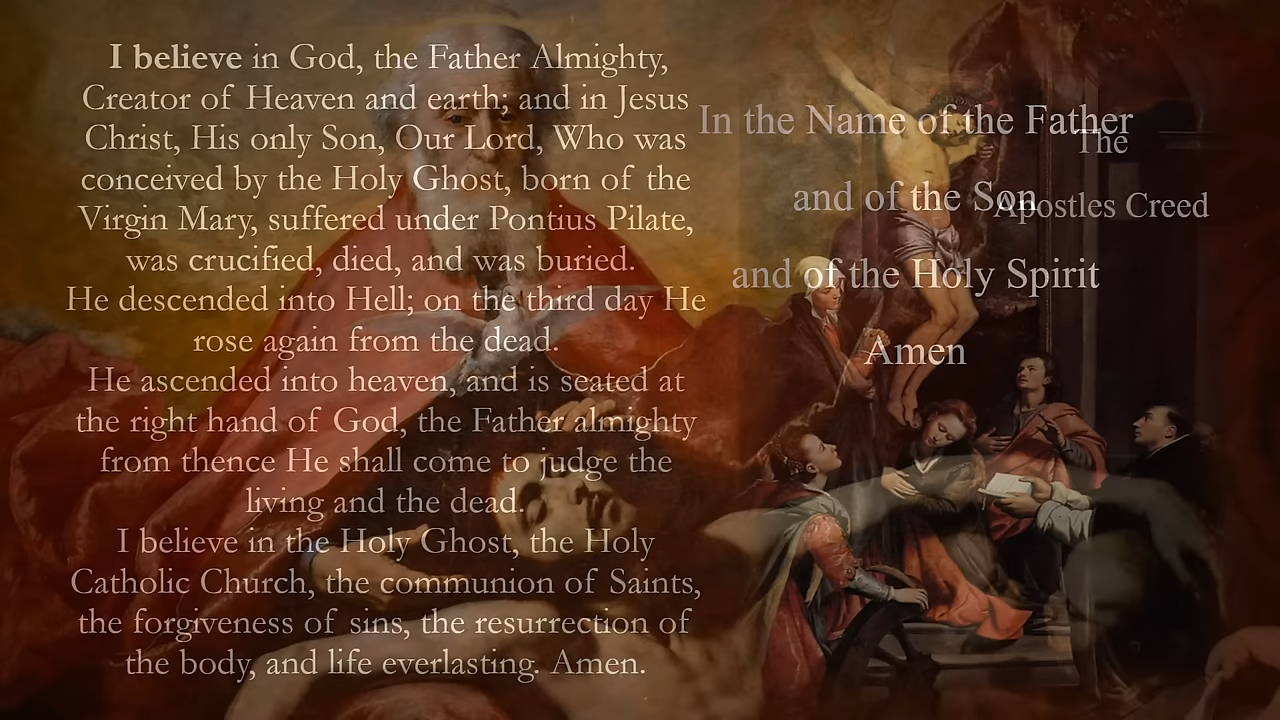 I believe in God, the Father Almighty,
Creator of Heaven and earth; and in Jesus
Christ, His only Son, Our Lord, Who was
conceived by the Holy Ghost, born of the
Virgin Mary, suffered under Pontius Pilate,
was crucified, died, and was buried.
He descended into Hell; on the third day He
rose again from the dead.
He ascended into heaven, and is seated at
the right hand of God, the Father almighty
from thence He shall come to judge the
living and the dead.
I believe in the Holy Ghost, the Holy
Catholic Church, the communion of Saints,
the forgiveness of sins, the resurrection of
the body, and life everlasting. Amen.
In the Name of the Father
and of the Son
and of the Holy Spirit
Amen
The
Apostles Creed